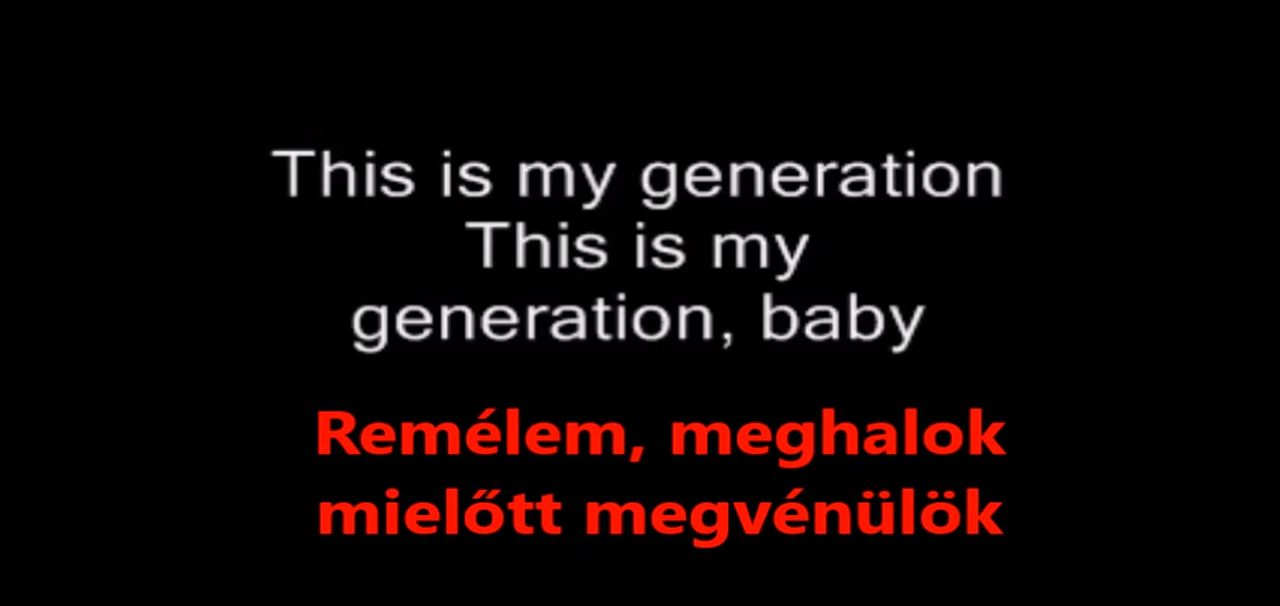 This is my generation
This is my
generation, baby
Remélem, meghalok
mielőtt megvénülök